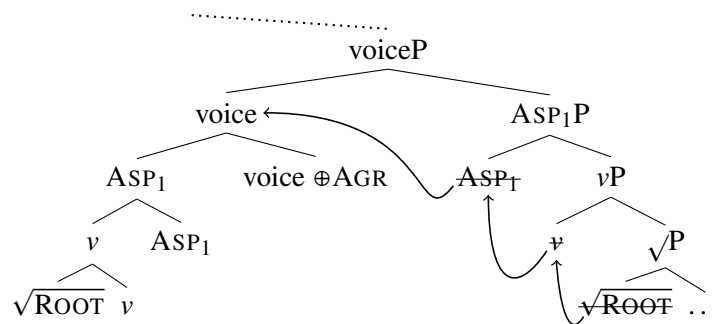 voiceP
voice ASP₁P
ASP₁ voice ⊕AGR ASP₁ vP
v ASP₁ v √P
√ROOT v √ROOT ..